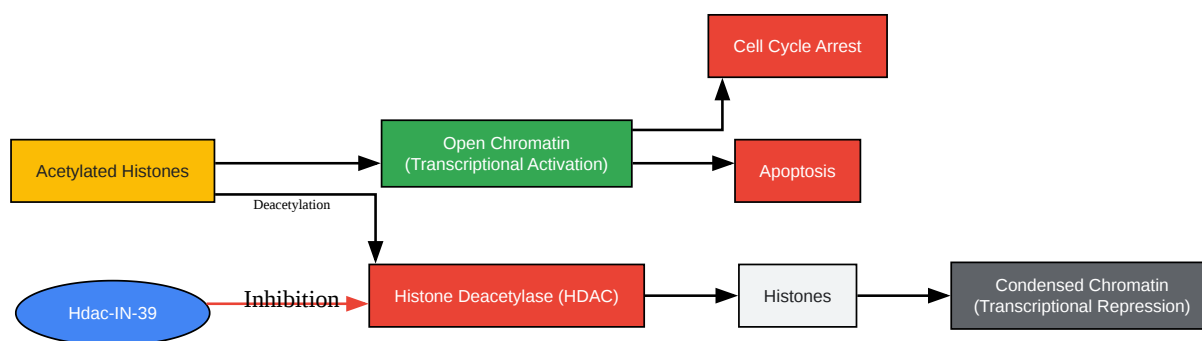 Cell Cycle Arrest
Open Chromatin
(Transcriptional Activation)
Acetylated Histones
Apoptosis
Deacetylation
Hdac-IN-39
Inhibition
Histone Deacetylase (HDAC)
Histones
Condensed Chromatin
(Transcriptional Repression)